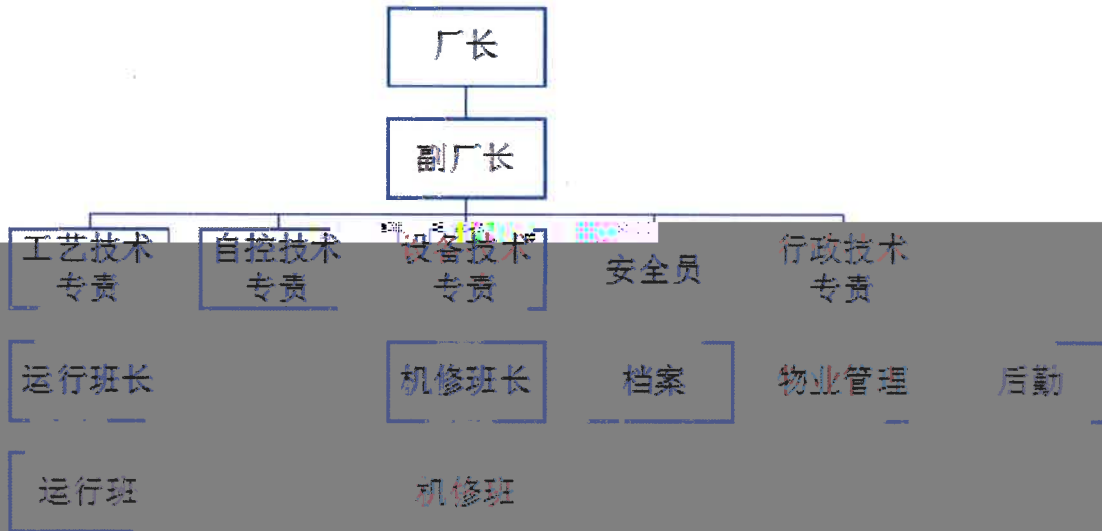 厂长
副厂长
工艺技术
专责
自控技术
专责
设备技术
专责
安全员
行政技术
专责
运行班长
机修班长
档案
物业管理
后勤
运行班
机修班